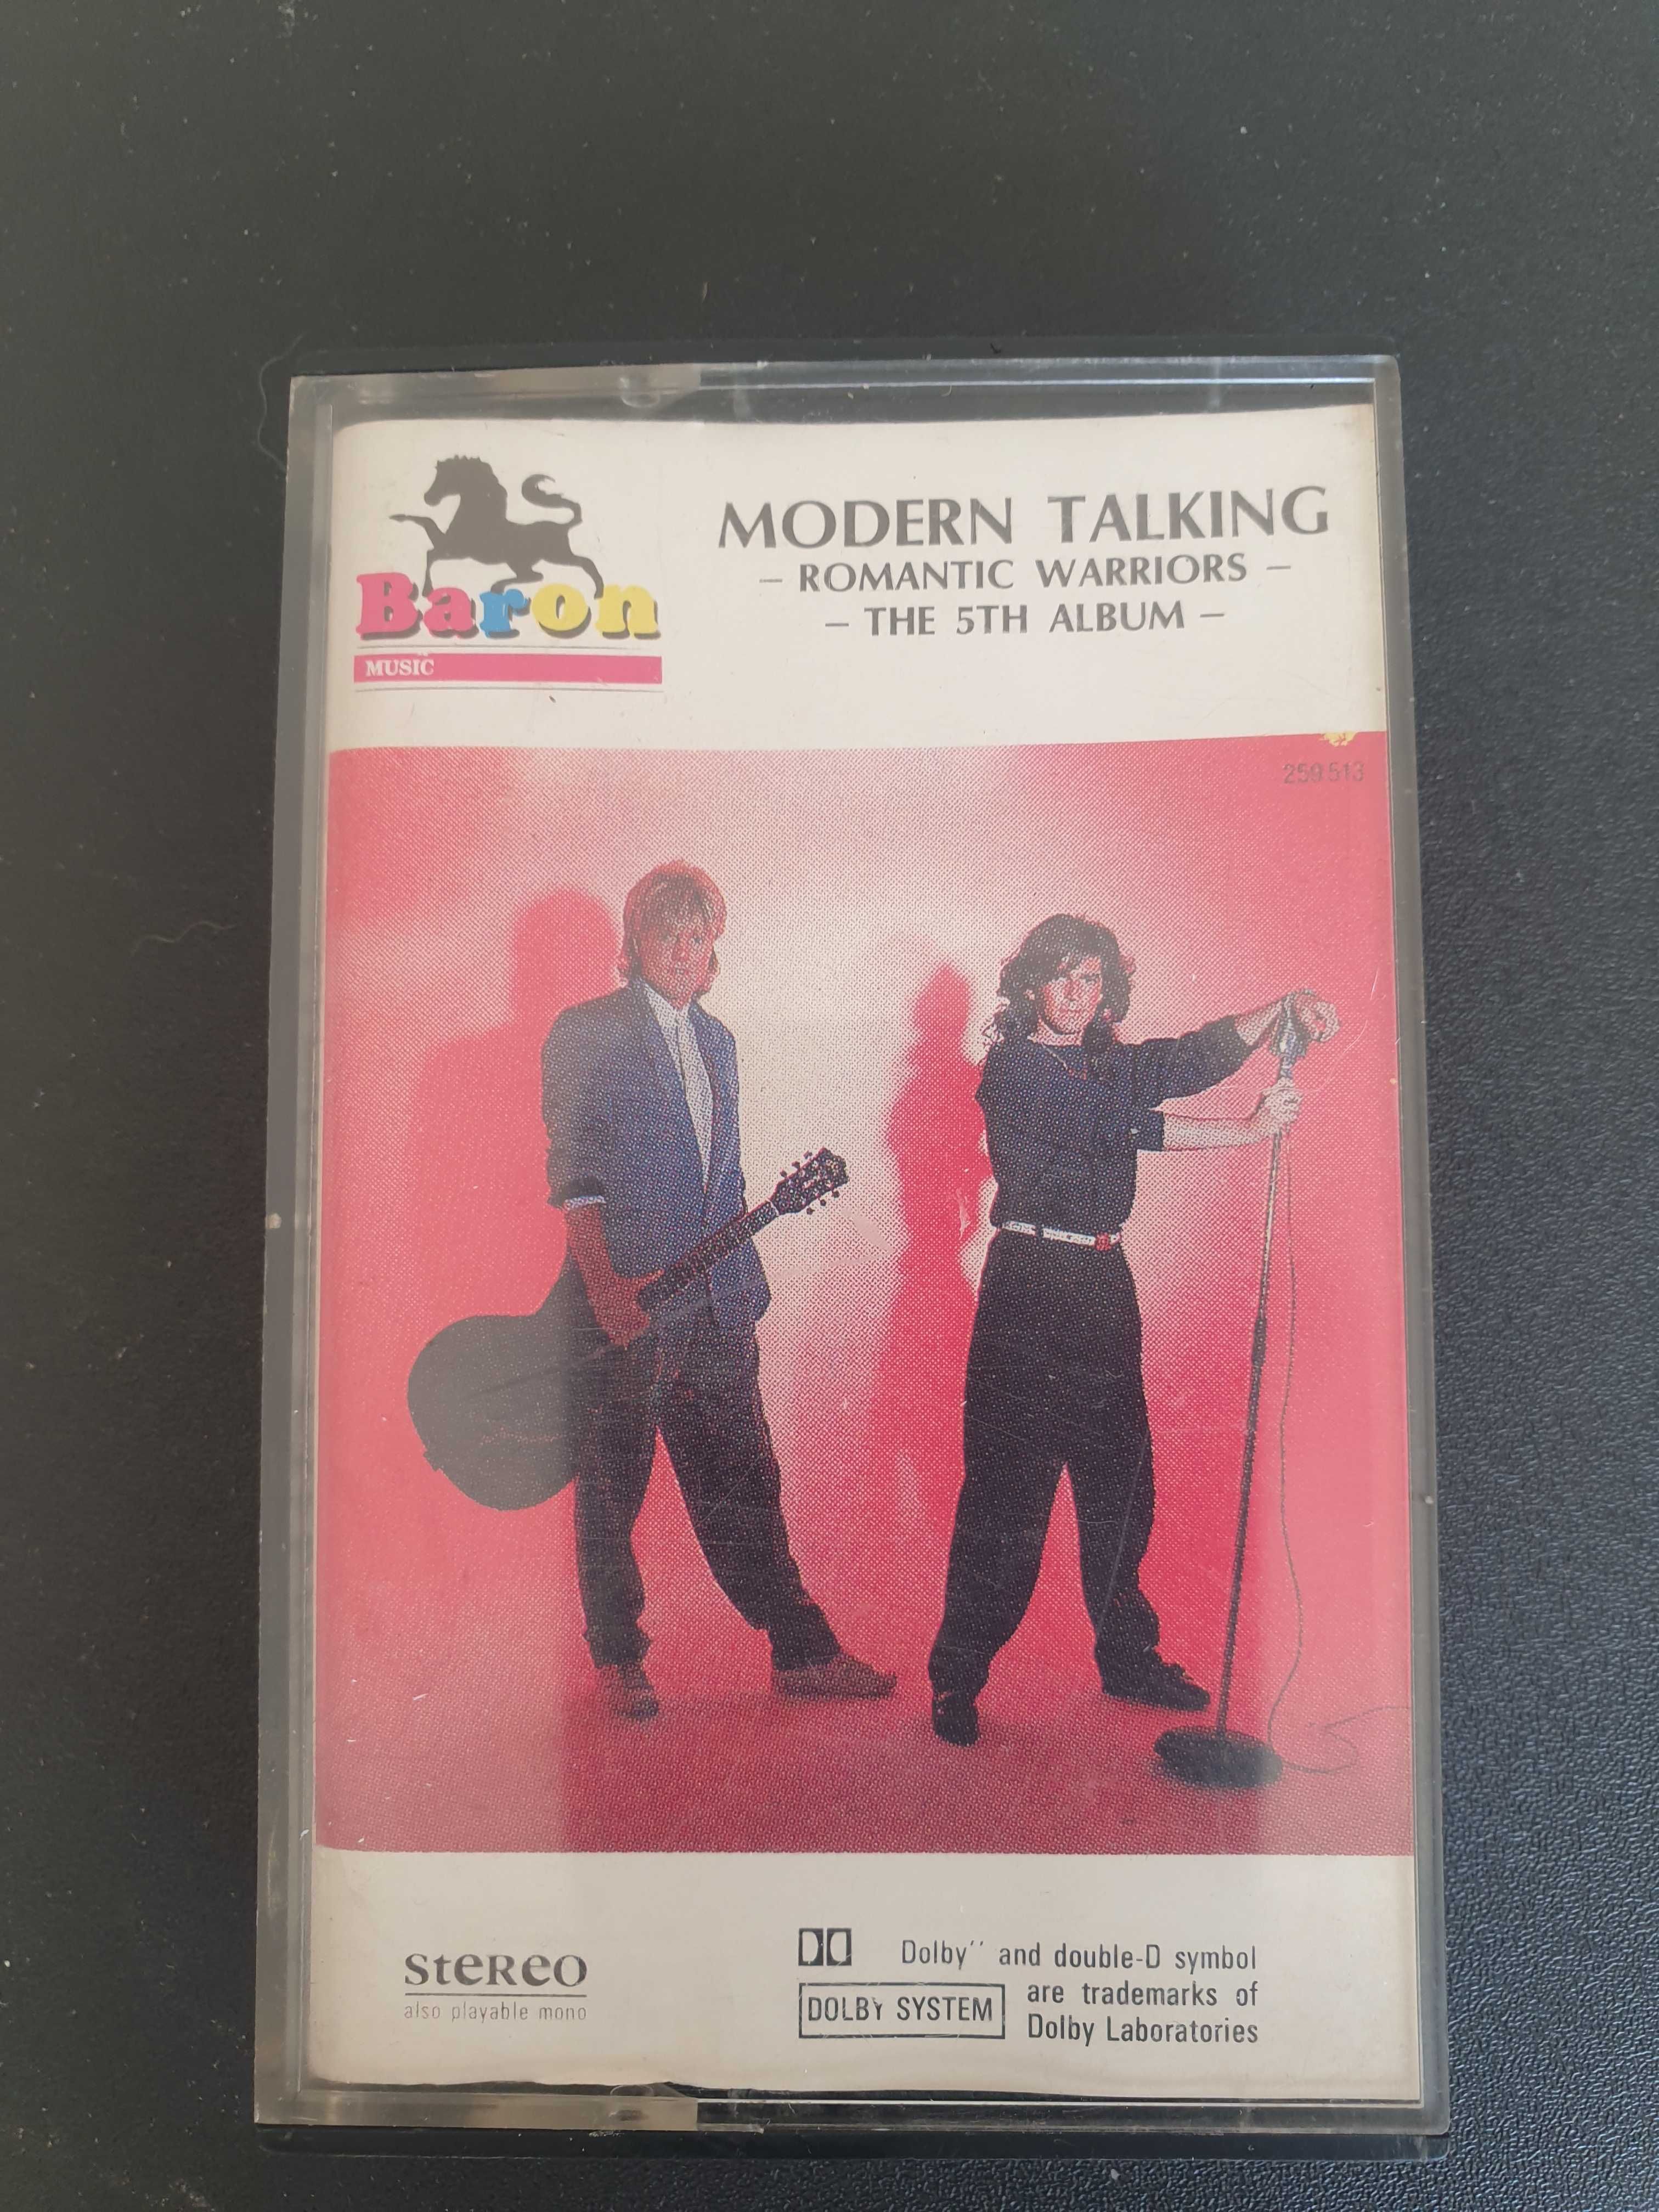 Baron
MUSIC
MODERN TALKING
– ROMANTIC WARRIORS –
– THE 5TH ALBUM –
259.513
steReo
also playable mono
DOLBY SYSTEM
Dolby'' and double-D symbol
are trademarks of
Dolby Laboratories